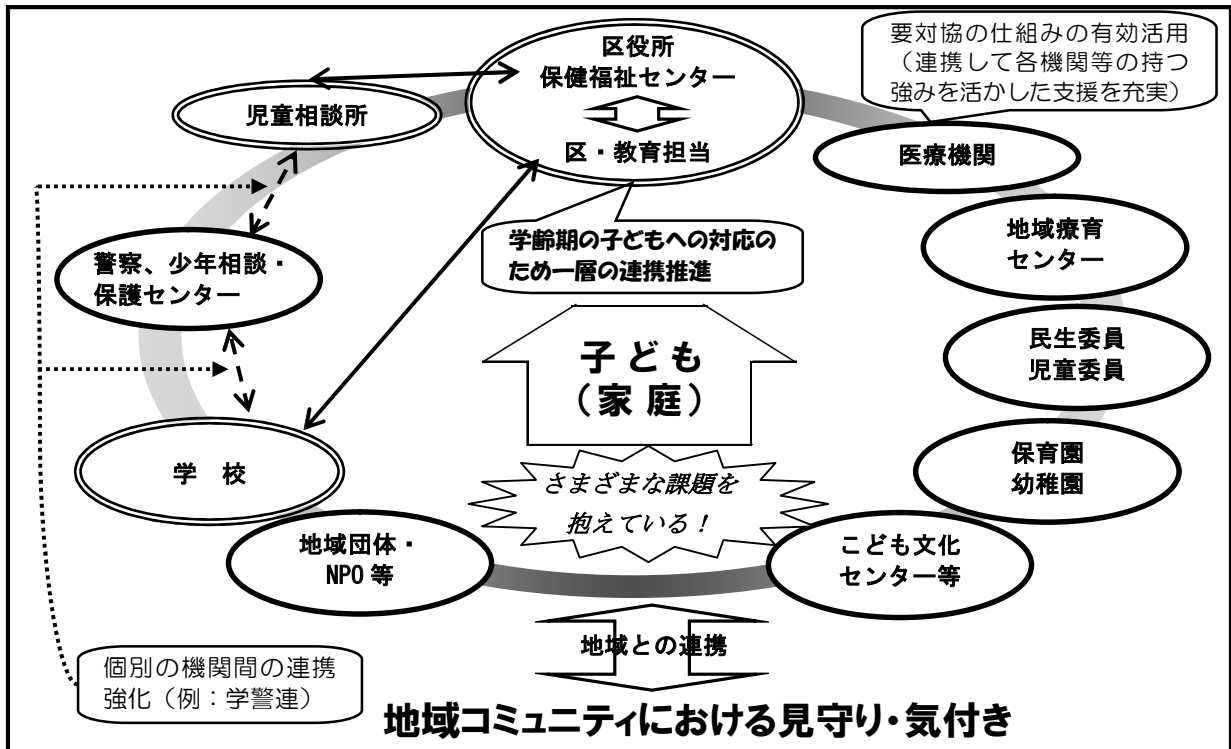 要対協の仕組みの有効活用
（連携して各機関等の持つ
強みを活かした支援を充実）
区役所
保健福祉センター
区・教育担当
児童相談所
医療機関
学齢期の子どもへの対応の
ため一層の連携推進
地域療育
センター
警察、少年相談・
保護センター
子ども
（家庭）
民生委員
児童委員
学　校
さまざまな課題を
抱えている！
保育園
幼稚園
地域団体・
NPO等
こども文化
センター等
地域との連携
個別の機関間の連携
強化（例：学警連）
地域コミュニティにおける見守り・気付き